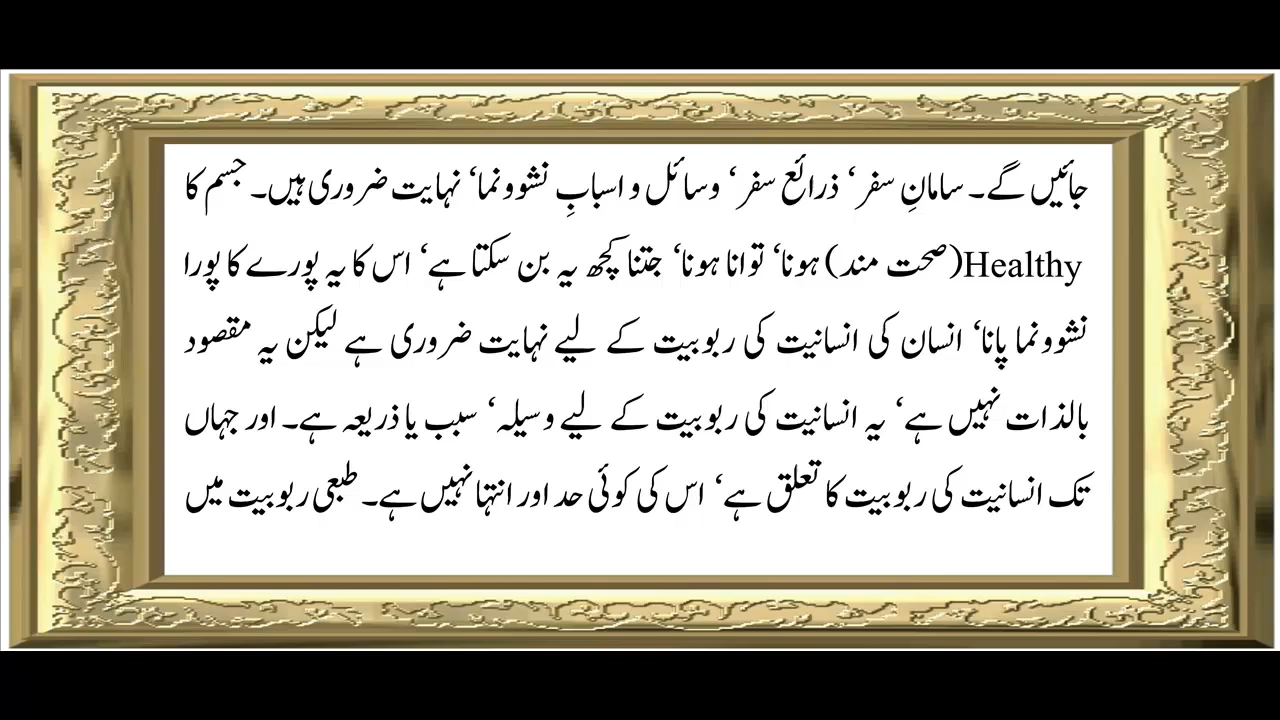 جائیں گے۔ سامانِ سفر‘ ذرائع سفر‘ وسائل و اسبابِ نشوونما‘ نہایت ضروری ہیں۔ جسم کا
Healthy(صحت مند) ہونا‘ توانا ہونا‘ جتنا کچھ یہ بن سکتا ہے‘ اس کا یہ پورے کا پورا
نشوونما پانا‘ انسان کی انسانیت کی ربوبیت کے لیے نہایت ضروری ہے لیکن یہ مقصود
بالذات نہیں ہے‘ یہ انسانیت کی ربوبیت کے لیے وسیلہ‘ سبب یا ذریعہ ہے۔ اور جہاں
تک انسانیت کی ربوبیت کا تعلق ہے‘ اس کی کوئی حد اور انتہا نہیں ہے۔ طبعی ربوبیت میں